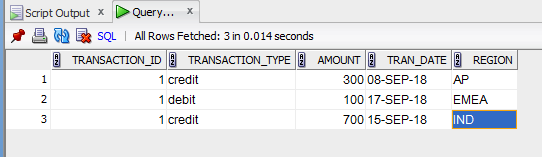 Script Output × Query... ×
SQL | All Rows Fetched: 3 in 0.014 seconds
TRANSACTION_ID TRANSACTION_TYPE AMOUNT TRAN_DATE REGION
1 1 credit 300 08-SEP-18 AP
2 1 debit 100 17-SEP-18 EMEA
3 1 credit 700 15-SEP-18 IND